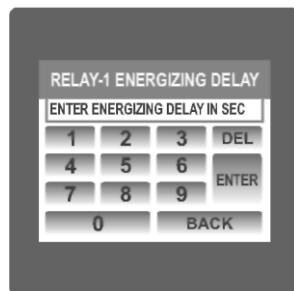 RELAY-1 ENERGIZING DELAY
ENTER ENERGIZING DELAY IN SEC
1 2 3 DEL
4 5 6
ENTER
7 8 9
0 BACK